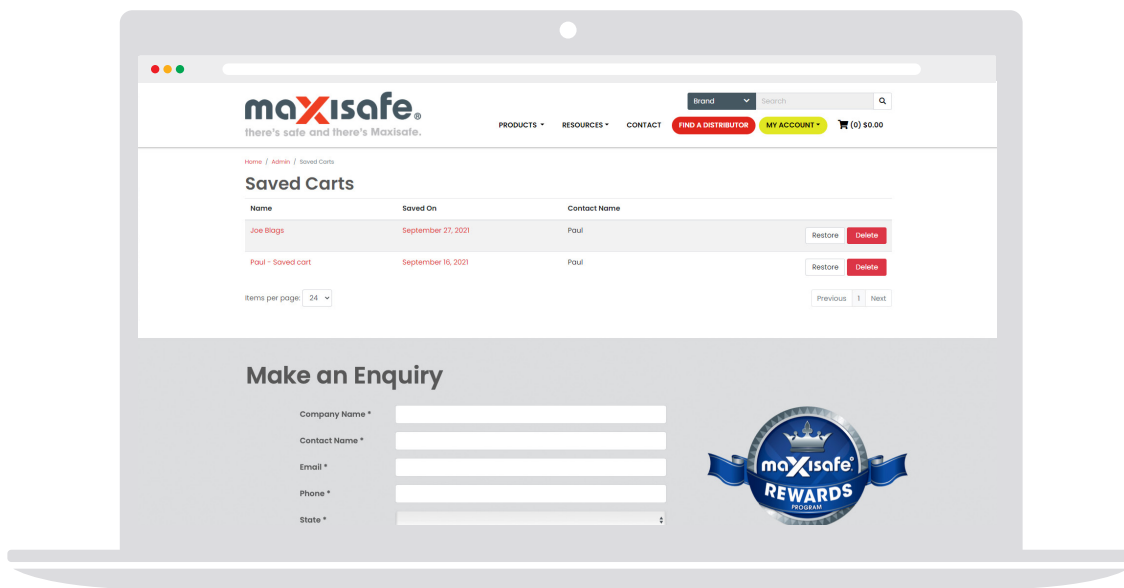 Brand
Search
maxisafe®
there's safe and there's Maxisafe.
PRODUCTS RESOURCES CONTACT FIND A DISTRIBUTOR MY ACCOUNT (0) $0.00
Home / Admin / Saved Carts
Saved Carts
Name Saved On Contact Name
Joe Blags September 27, 2021 Paul Restore Delete
Paul - Saved cart September 16, 2021 Paul Restore Delete
Items per page: 24 Previous 1 Next
Make an Enquiry
Company Name *
Contact Name *
Email *
Phone *
State *
maxisafe®
REWARDS
PROGRAM